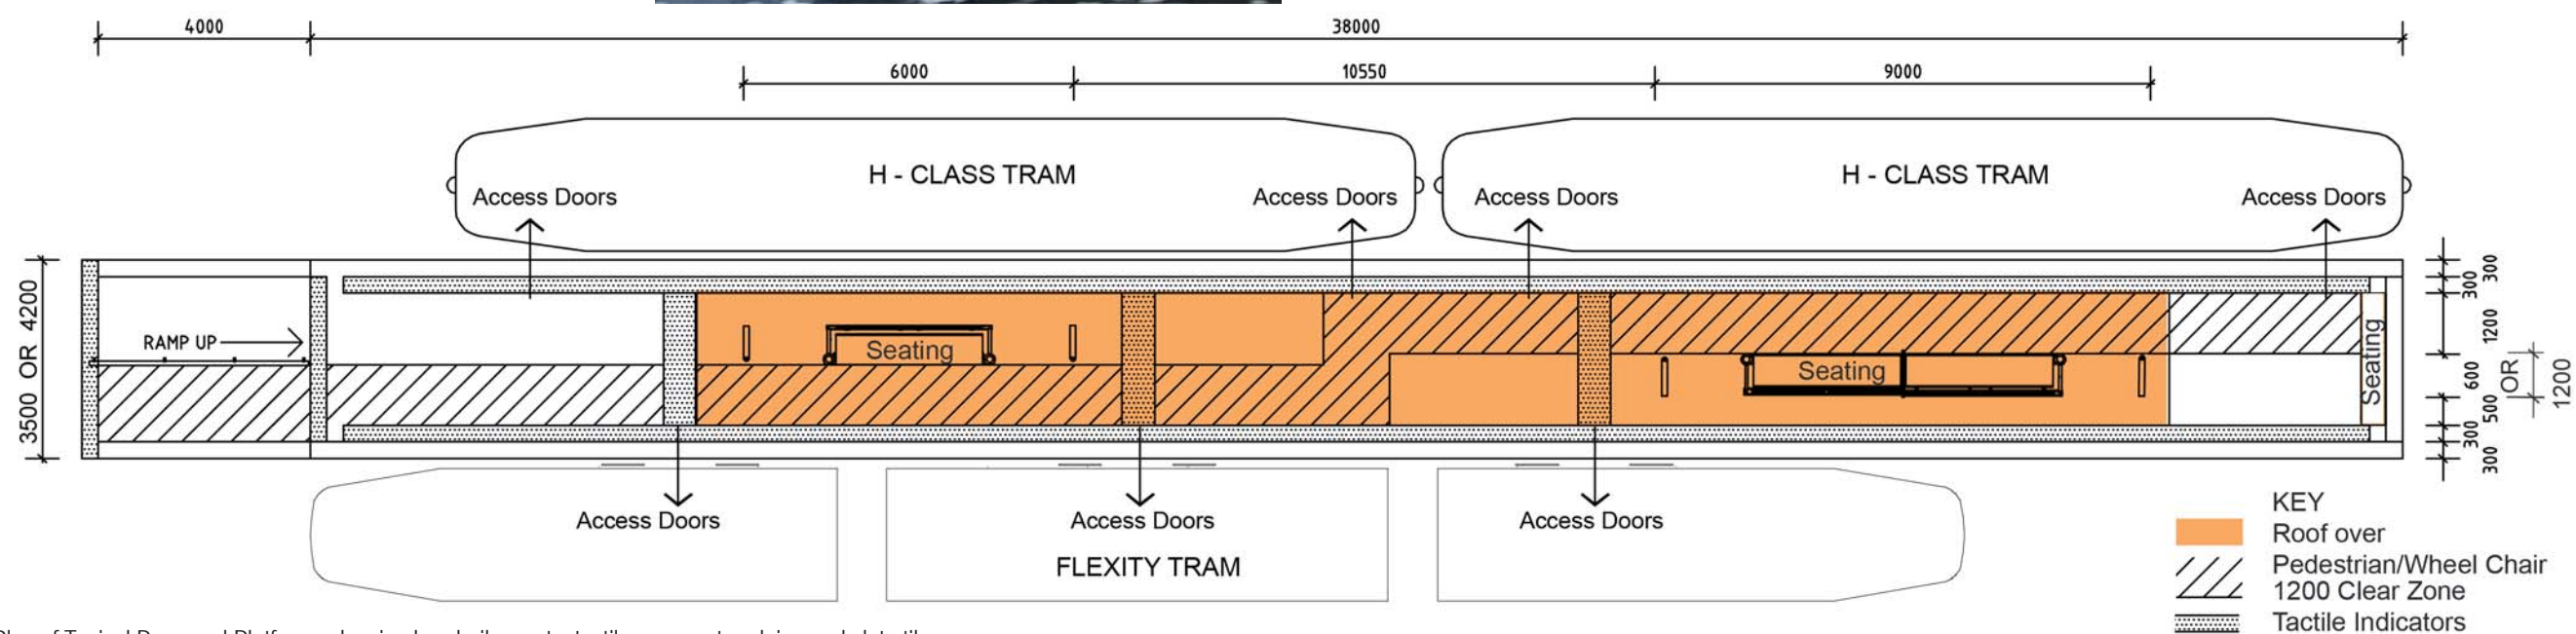 4000
38000
6000
10550
9000
H - CLASS TRAM
H - CLASS TRAM
Access Doors
Access Doors
Access Doors
Access Doors
3500 OR 4200
RAMP UP
Seating
Seating
Seating
300
300
1200
600
OR
1200
500
300
300
Access Doors
Access Doors
Access Doors
FLEXITY TRAM
KEY
Roof over
Pedestrian/Wheel Chair
1200 Clear Zone
Tactile Indicators